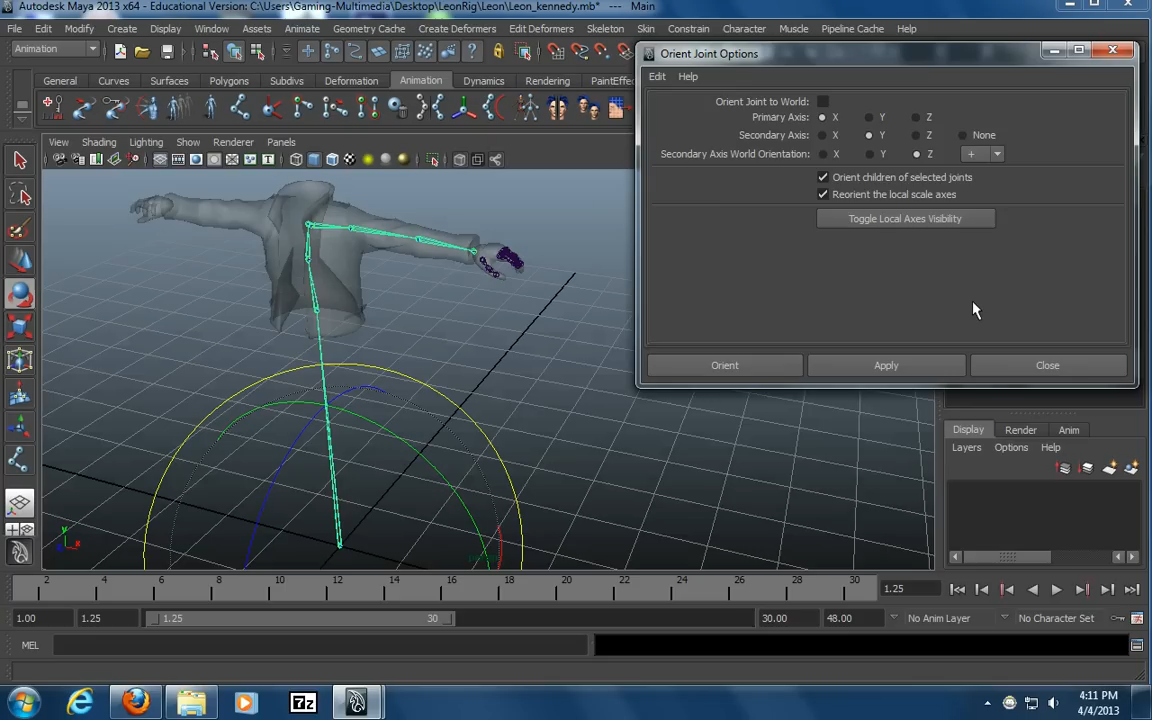 Autodesk Maya 2013 x64 - Educational Version: C:\Users\Gaming-Multimedia\Desktop\LeonRig\Leon\Leon_kennedy.mb* --- Main
File Edit Modify Create Display Window Assets Animate Geometry Cache Create Deformers Edit Deformers Skeleton Skin Constrain Character Muscle Pipeline Cache Help
Animation
Orient Joint Options
Edit Help
General Curves Surfaces Polygons Subdivs Deformation Animation Dynamics Rendering PaintEffec
Orient Joint to World:
Primary Axis: X Y Z
Secondary Axis: X Y Z None
Secondary Axis World Orientation: X Y Z +
Orient children of selected joints
Reorient the local scale axes
Toggle Local Axes Visibility
Orient Apply Close
View Shading Lighting Show Renderer Panels
y
x
Display Render Anim
Layers Options Help
2 4 6 8 10 12 14 16 18 20 22 24 26 28 30
1.25
1.00 1.25 1.25 30 30.00 48.00 No Anim Layer No Character Set
MEL
4:11 PM
4/4/2013